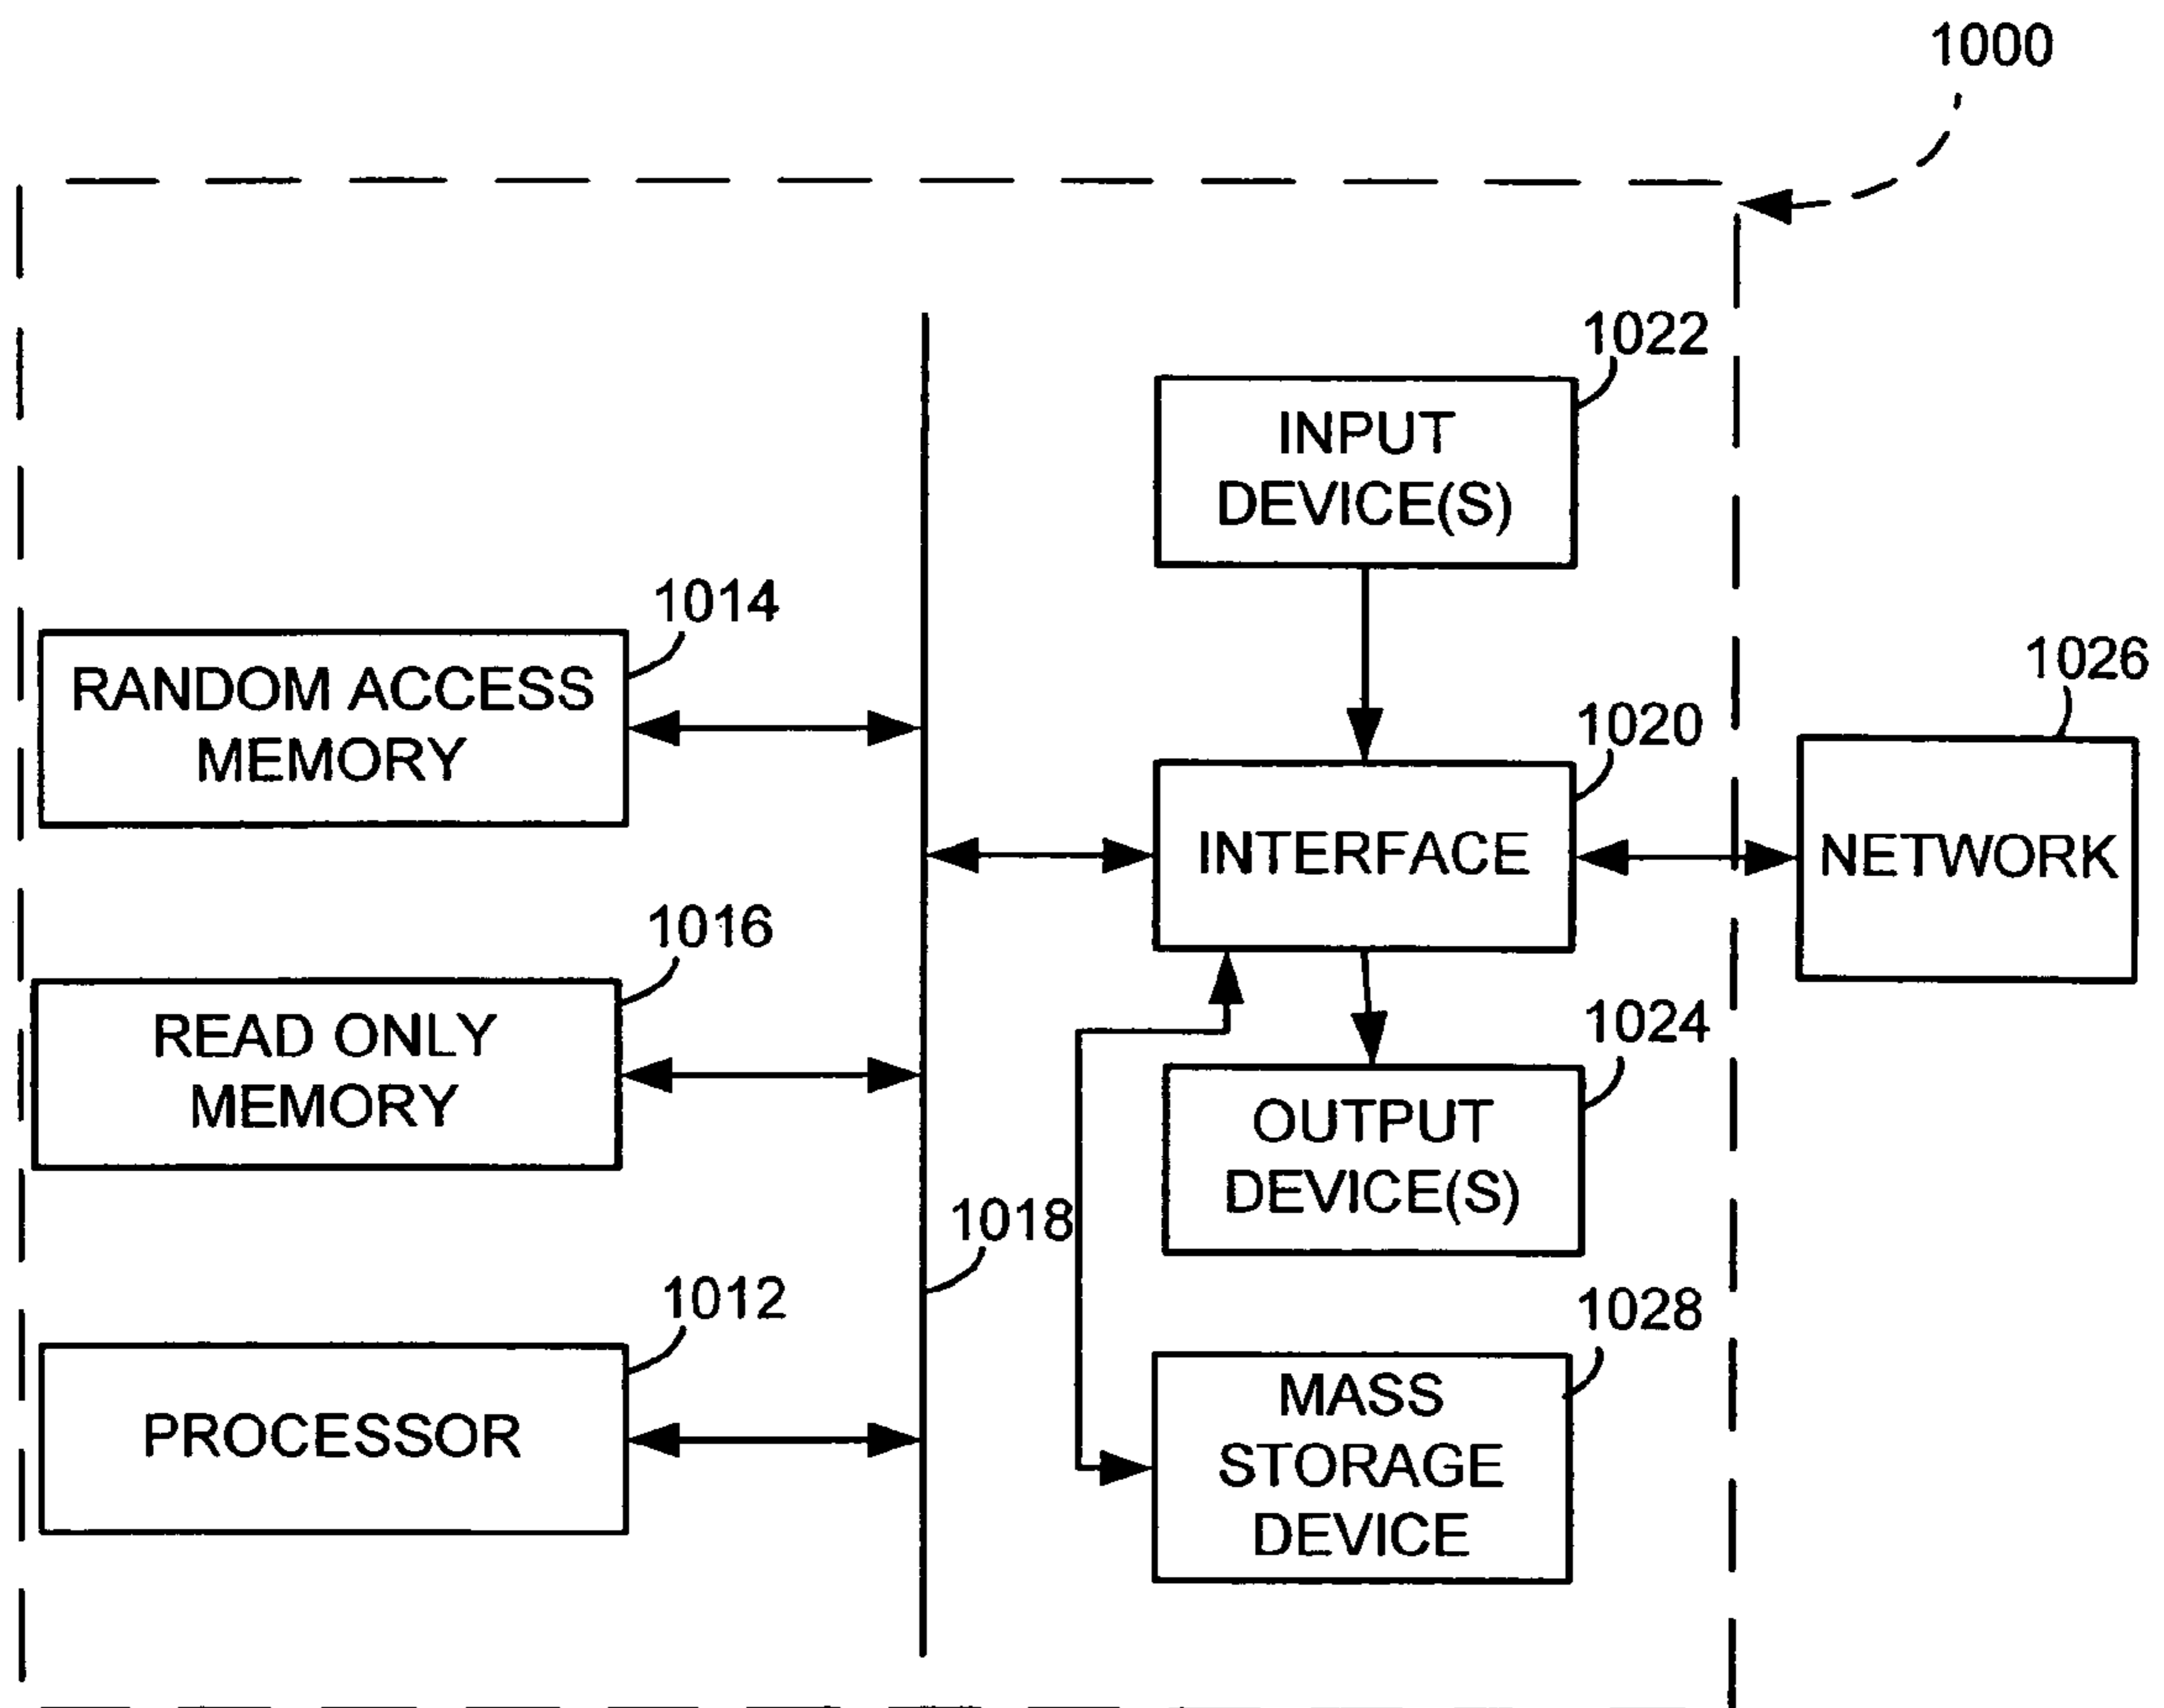 1000
1022
INPUT
DEVICE(S)
1014
RANDOM ACCESS
MEMORY
1020
INTERFACE
1026
NETWORK
1016
READ ONLY
MEMORY
1024
OUTPUT
DEVICE(S)
1018
1012
PROCESSOR
1028
MASS
STORAGE
DEVICE